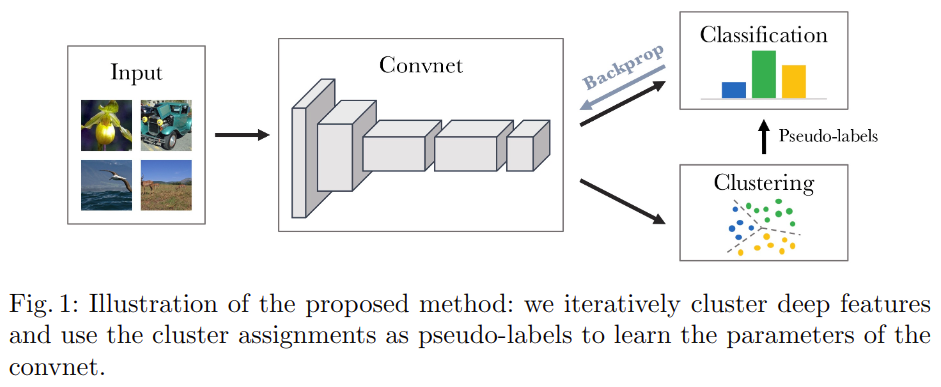 Input
Convnet
Backprop
Classification
Pseudo-labels
Clustering
Fig. 1: Illustration of the proposed method: we iteratively cluster deep features
and use the cluster assignments as pseudo-labels to learn the parameters of the
convnet.